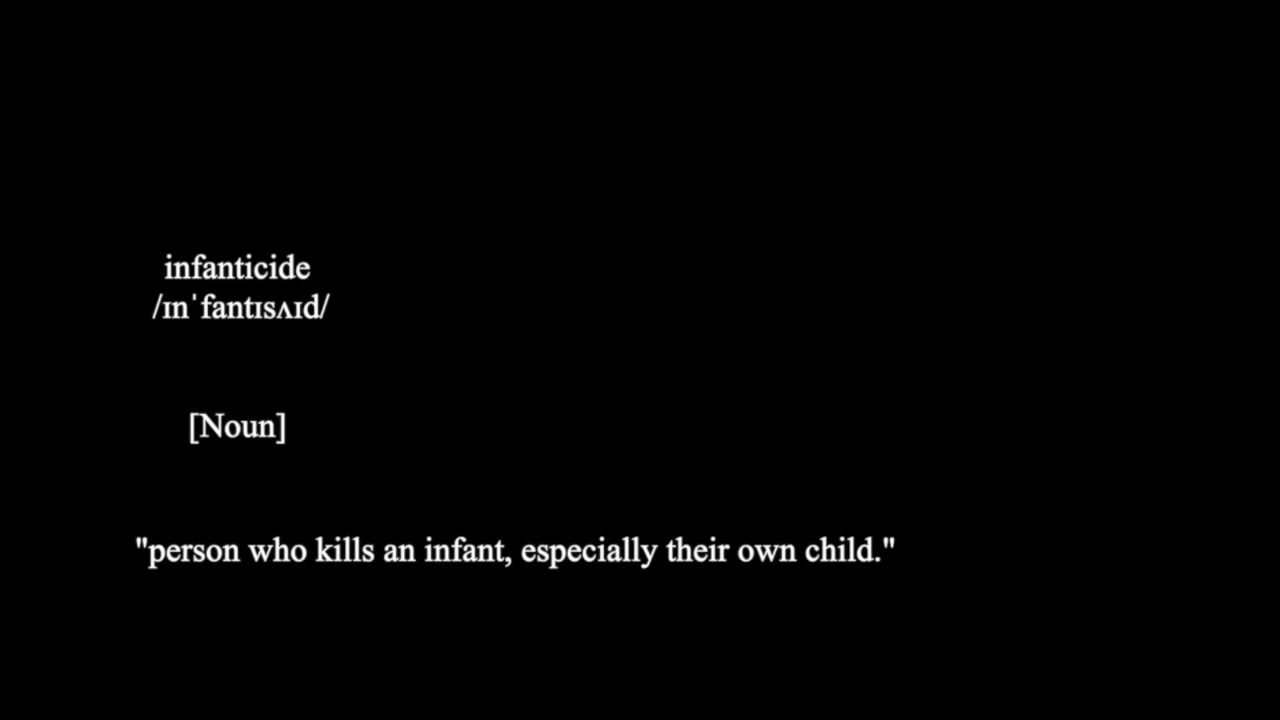 infanticide
/ɪnˈfantɪsʌɪd/
[Noun]
"person who kills an infant, especially their own child."